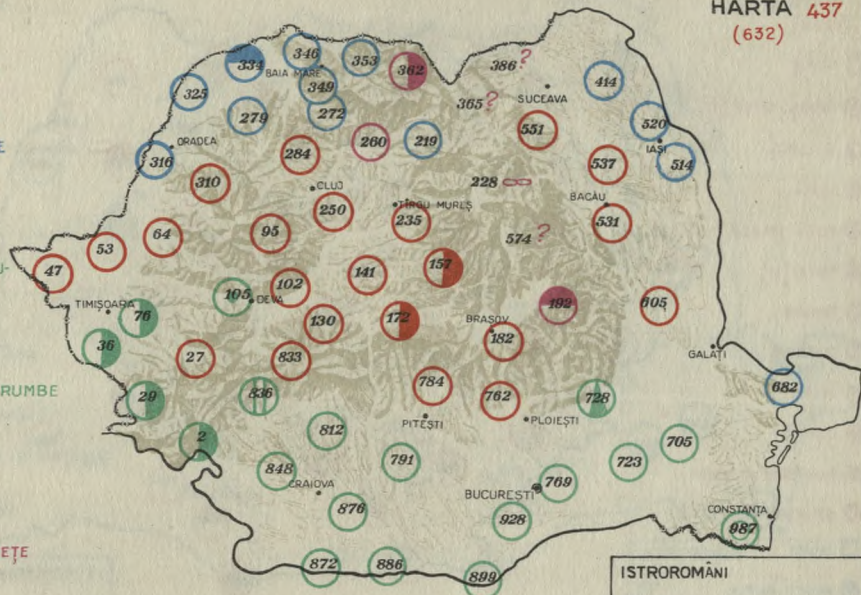 HARTA 437
(632)
346
353
334
BAIA MARE
362
386 ?
414
325
349
365 ?
SUCEAVA
279
272
520
ORADEA
260
219
551
IAȘI
E
316
284
537
514
310
CLUJ
228
BACĂU
TÎRGU MUREȘ
250
235
531
64
95
574 ?
53
U-
47
141
157
105
DEVA
102
TIMIȘOARA
76
192
605
130
172
BRAȘOV
36
182
27
833
GALAȚI
RUMBE
784
682
29
836
762
728
PITEȘTI
PLOIEȘTI
2
812
705
791
723
848
CRAIOVA
769
BUCUREȘTI
876
928
CONSTANȚA
987
EȚE
872
886
899
ISTROROMÂNI